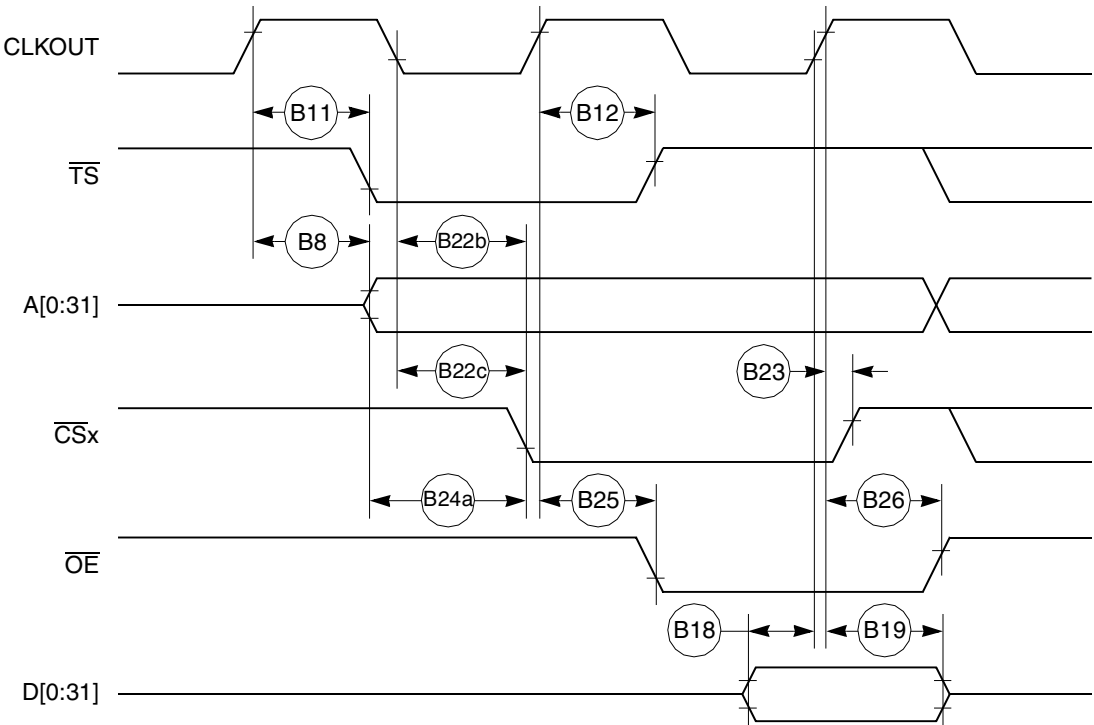 CLKOUT
B11
B12
TS
B8
B22b
A[0:31]
B22c
B23
CSx
B24a
B25
B26
OE
B18
B19
D[0:31]